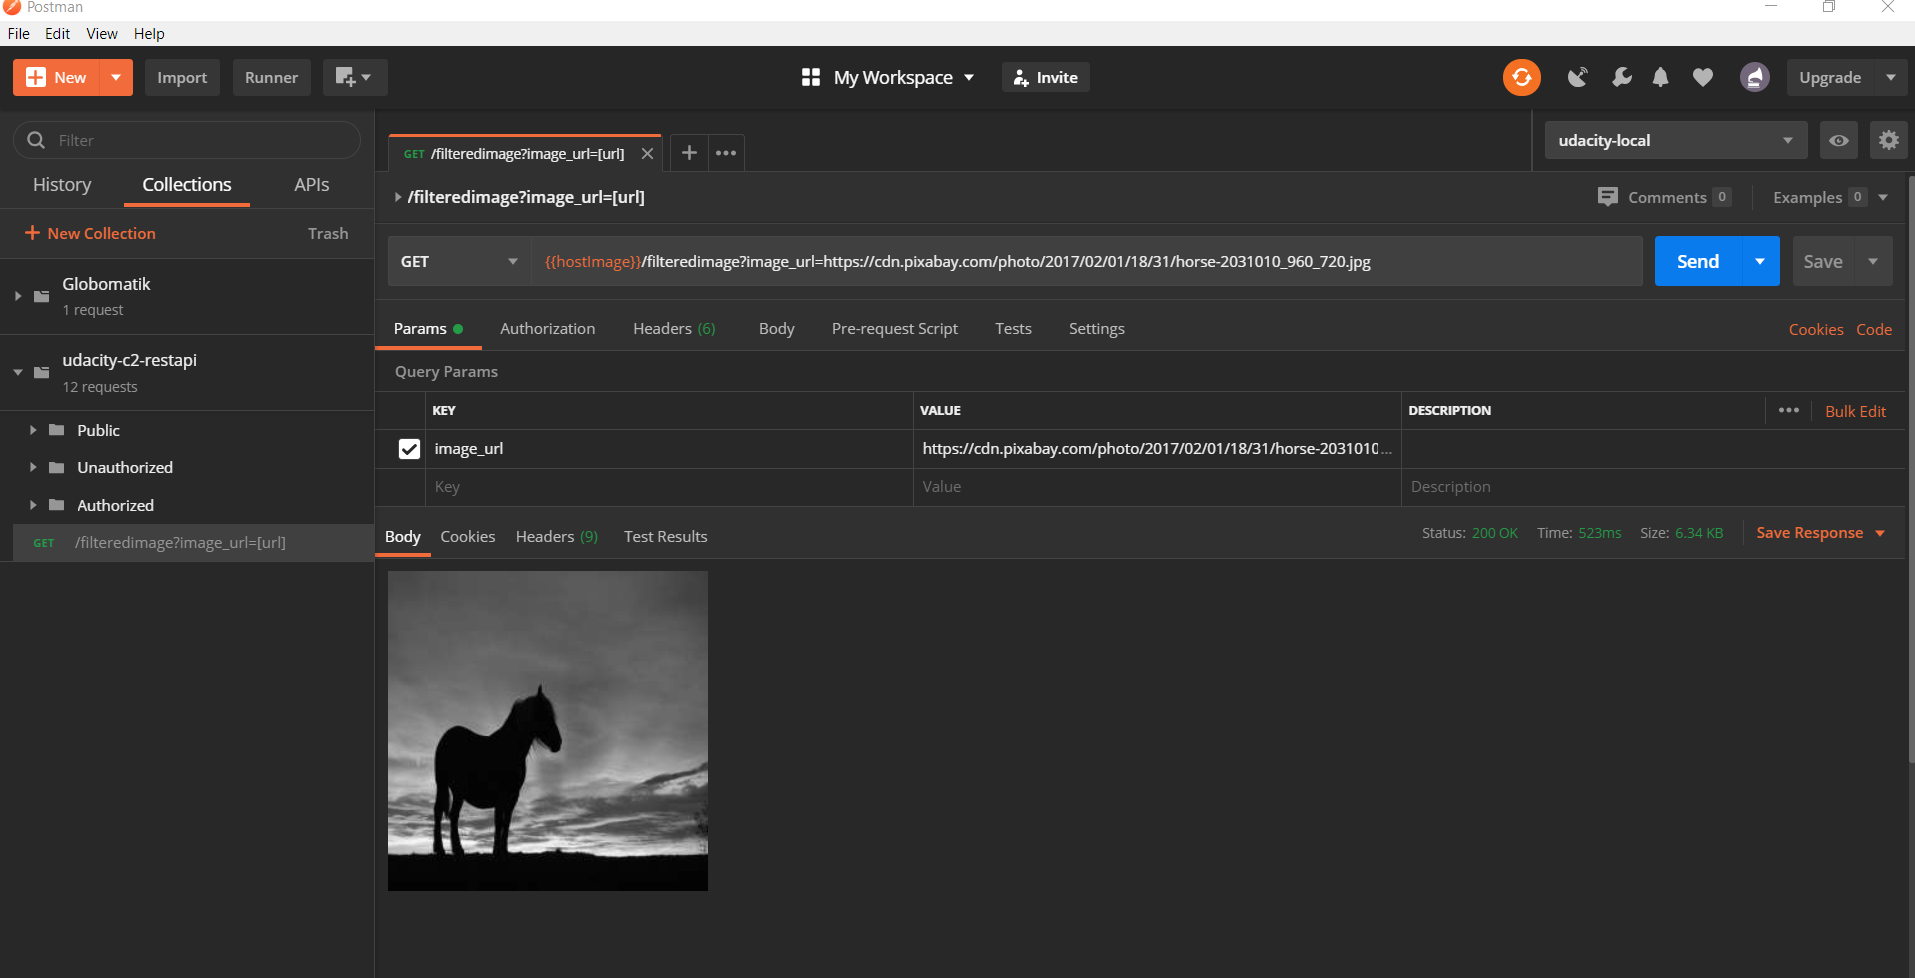 Postman
File Edit View Help
New Import Runner My Workspace Invite Upgrade
Filter
History Collections APIs
New Collection Trash
Globomatik
1 request
udacity-c2-restapi
12 requests
Public
Unauthorized
Authorized
GET /filteredimage?image_url=[url]
GET /filteredimage?image_url=[url]
udacity-local
/filteredimage?image_url=[url]
Comments 0 Examples 0
GET {{hostImage}}/filteredimage?image_url=https://cdn.pixabay.com/photo/2017/02/01/18/31/horse-2031010_960_720.jpg Send Save
Params Authorization Headers (6) Body Pre-request Script Tests Settings Cookies Code
Query Params
KEY VALUE DESCRIPTION Bulk Edit
image_url https://cdn.pixabay.com/photo/2017/02/01/18/31/horse-2031010...
Key Value Description
Body Cookies Headers (9) Test Results Status: 200 OK Time: 523ms Size: 6.34 KB Save Response